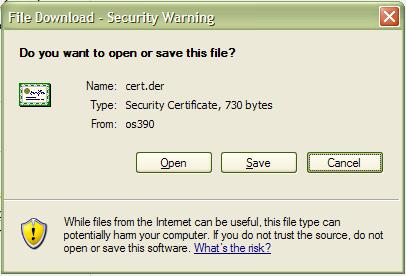 File Download - Security Warning
Do you want to open or save this file?
Name: cert.der
Type: Security Certificate, 730 bytes
From: os390
Open Save Cancel
While files from the Internet can be useful, this file type can
potentially harm your computer. If you do not trust the source, do not
open or save this software. What's the risk?